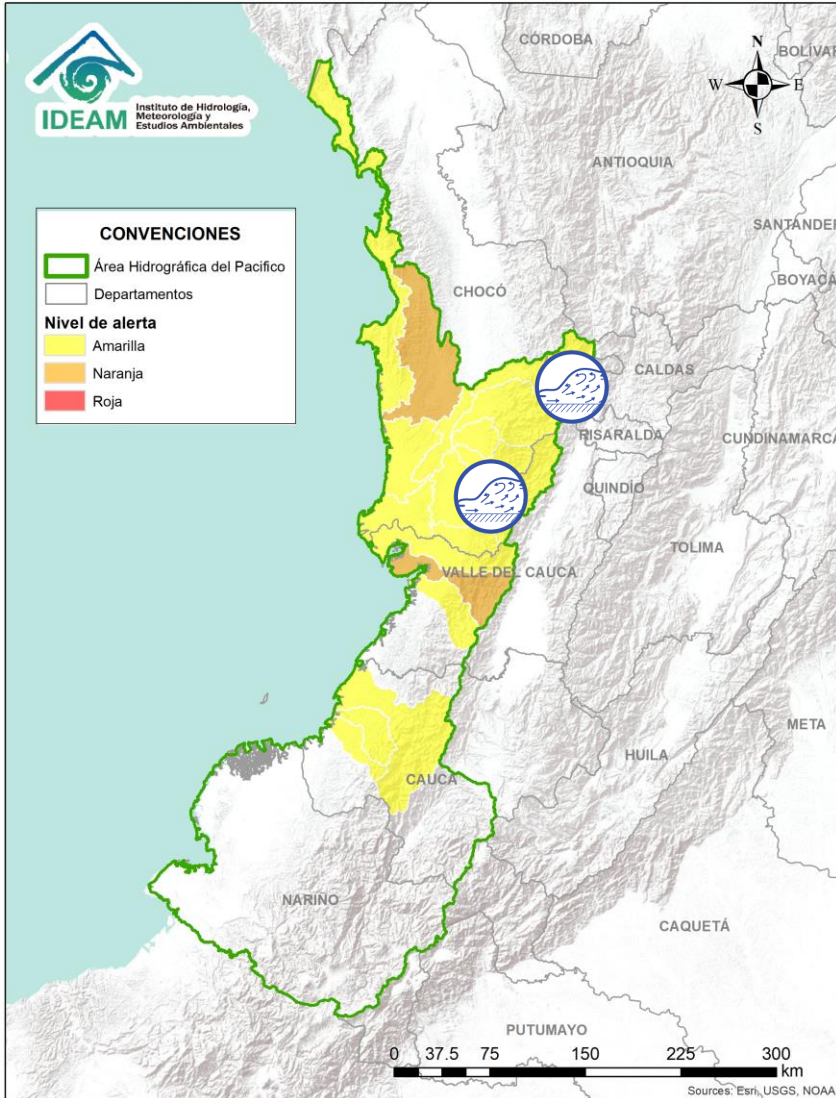 IDEAM
Instituto de Hidrología,
Meteorología y
Estudios Ambientales
N
W E
S
CONVENCIONES
Área Hidrográfica del Pacifico
Departamentos
Nivel de alerta
Amarilla
Naranja
Roja
CÓRDOBA
BOLÍVAR
ANTIOQUIA
SANTANDER
BOYACÁ
CHOCÓ
CALDAS
RISARALDA
CUNDINAMARCA
QUINDÍO
TOLIMA
VALLE DEL CAUCA
META
HUILA
CAUCA
NARIÑO
CAQUETÁ
PUTUMAYO
0 37.5 75 150 225 300
km
Sources: Esri, USGS, NOAA